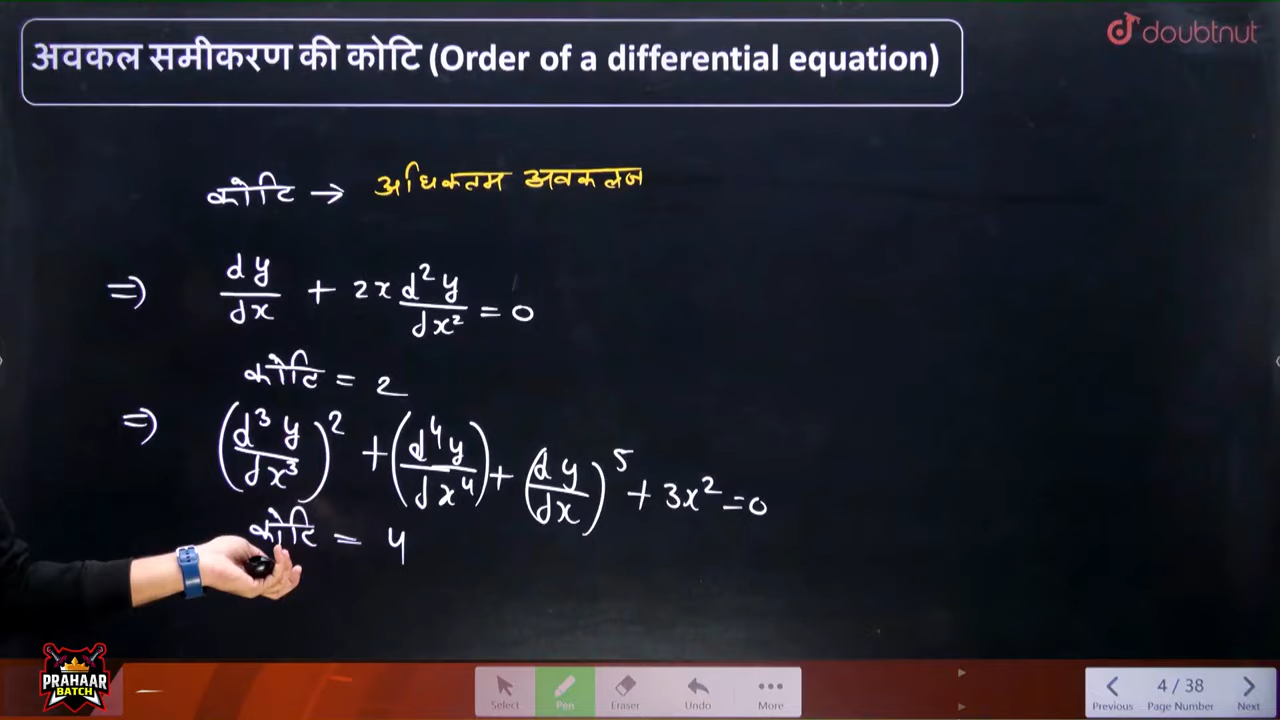 अवकल समीकरण की कोटि (Order of a differential equation)
doubtnut
कोटि → अधिकतम अवकलज
⇒ dy/dx + 2x d²y/dx² = 0
कोटि = 2
⇒ (d³y/dx³)² + (d⁴y/dx⁴) + (dy/dx)⁵ + 3x² = 0
कोटि = 4
PRAHAAR
BATCH
Select Pen Eraser Undo More
4 / 38
Previous Page Number Next